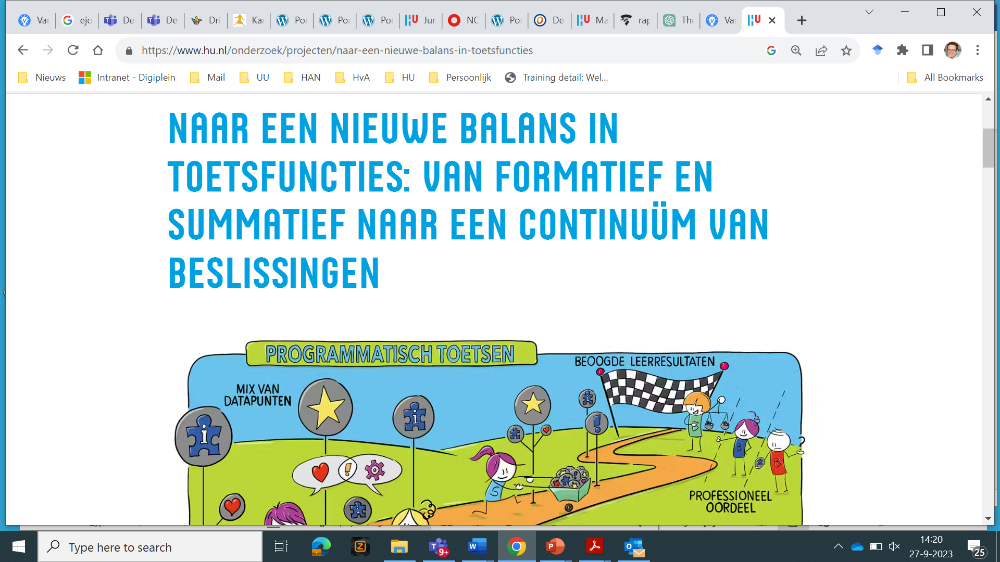 Var
ejo
De
De
Dri
Kar
Por
Por
Por
Jur
NC
Por
De
Ma
rap
The
Var
https://www.hu.nl/onderzoek/projecten/naar-een-nieuwe-balans-in-toetsfuncties
Nieuws
Intranet - Digiplein
Mail
UU
HAN
HvA
HU
Persoonlijk
Training detail: Wel...
All Bookmarks
NAAR EEN NIEUWE BALANS IN
TOETSFUNCTIES: VAN FORMATIEF EN
SUMMATIEF NAAR EEN CONTINUÜM VAN
BESLISSINGEN
PROGRAMMATISCH TOETSEN
BEOOGDE LEERRESULTATEN
MIX VAN
DATAPUNTEN
i
i
i
!
!
B
B
B
?
S
PROFESSIONEEL
OORDEEL
i
Type here to search
9+
14:20
27-9-2023
25